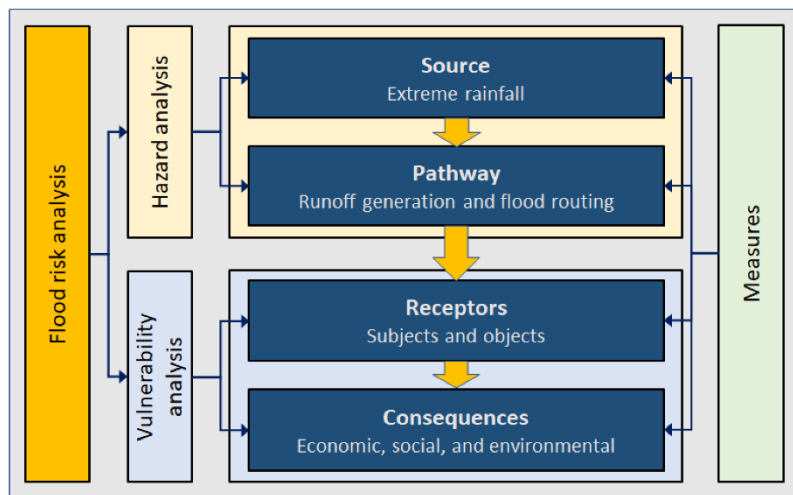 Flood risk analysis
Hazard analysis
Source
Extreme rainfall
Pathway
Runoff generation and flood routing
Vulnerability
analysis
Receptors
Subjects and objects
Consequences
Economic, social, and environmental
Measures